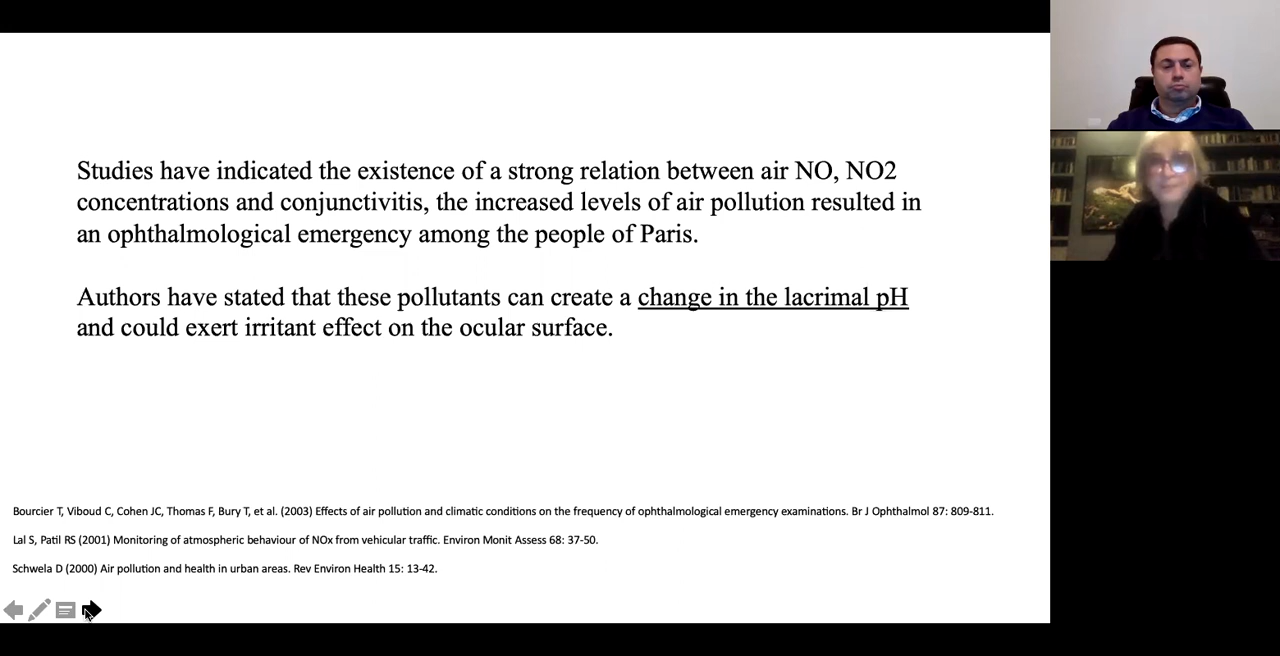 Studies have indicated the existence of a strong relation between air NO, NO2
concentrations and conjunctivitis, the increased levels of air pollution resulted in
an ophthalmological emergency among the people of Paris.
Authors have stated that these pollutants can create a change in the lacrimal pH
and could exert irritant effect on the ocular surface.
Bourcier T, Viboud C, Cohen JC, Thomas F, Bury T, et al. (2003) Effects of air pollution and climatic conditions on the frequency of ophthalmological emergency examinations. Br J Ophthalmol 87: 809-811.
Lal S, Patil RS (2001) Monitoring of atmospheric behaviour of NOx from vehicular traffic. Environ Monit Assess 68: 37-50.
Schwela D (2000) Air pollution and health in urban areas. Rev Environ Health 15: 13-42.